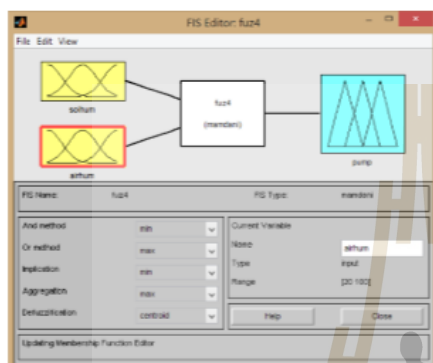 FIS Editor: fuz4
File Edit View
soilhum
fuz4
(mamdani)
airhum
pump
FIS Name: fuz4 FIS Type: mamdani
And method min
Or method max
Implication min
Aggregation max
Defuzzification centroid
Current Variable
Name airhum
Type input
Range [20 100]
Help Close
Updating Membership Function Editor